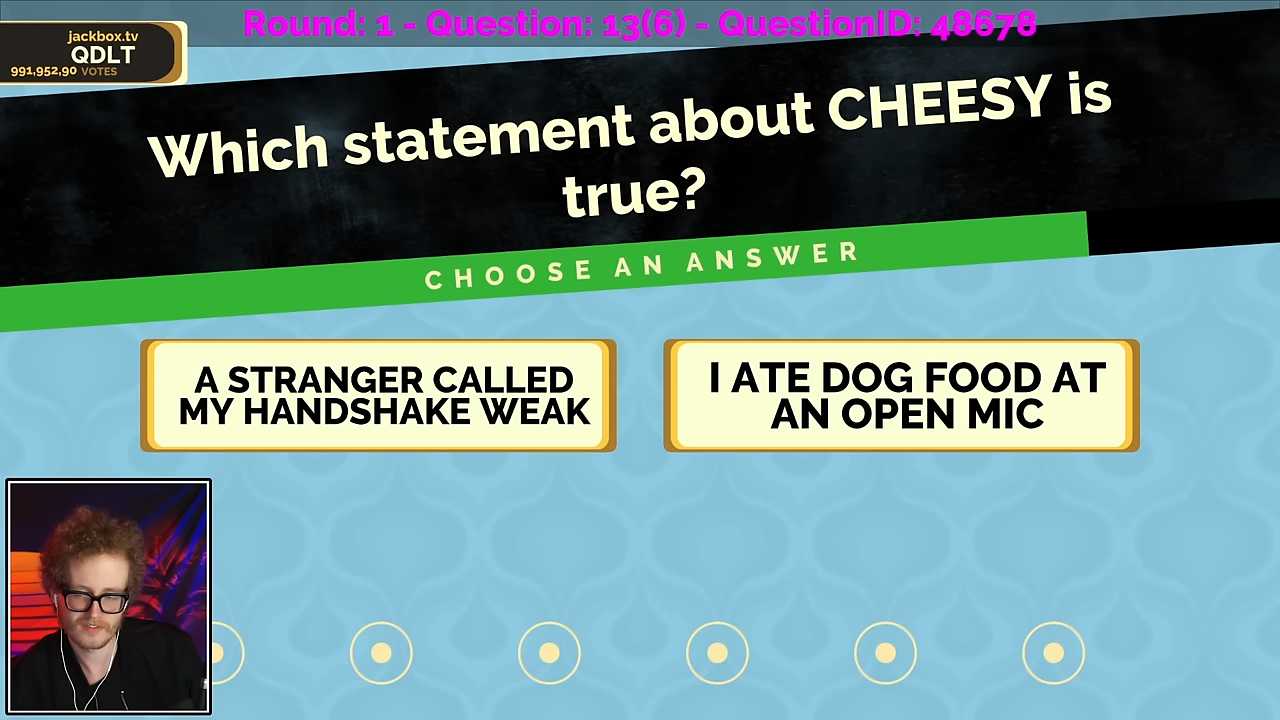 Round: 1 - Question: 13(6) - QuestionID: 48678
jackbox.tv
QDLT
991,952,90 VOTES
Which statement about CHEESY is
true?
CHOOSE AN ANSWER
A STRANGER CALLED
MY HANDSHAKE WEAK
I ATE DOG FOOD AT
AN OPEN MIC